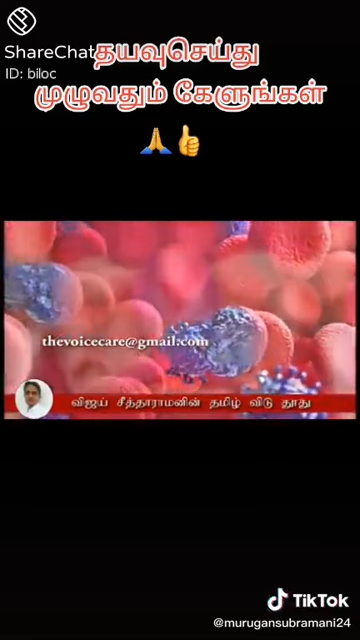 ShareChat
ID: biloc
தயவுசெய்து
முழுவதும் கேளுங்கள்
🙏👍
thevoicecare@gmail.com
விஜய் சீத்தாராமனின் தமிழ் விடு தூது
TikTok
@murugansubramani24